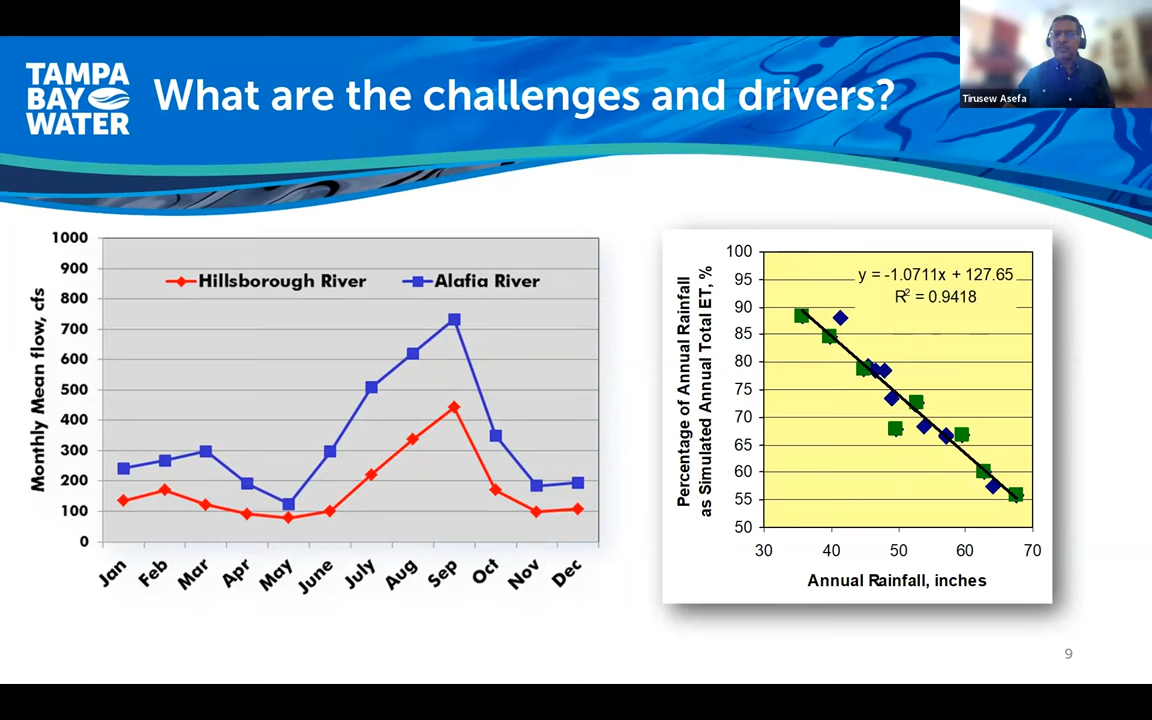 TAMPA
BAY
WATER
What are the challenges and drivers?
Tirusew Asefa
1000
900
800
700
600
500
400
300
200
100
0
Monthly Mean flow, cfs
Hillsborough River
Alafia River
Jan
Feb
Mar
Apr
May
June
July
Aug
Sep
Oct
Nov
Dec
Percentage of Annual Rainfall
as Simulated Annual Total ET, %
100
95
90
85
80
75
70
65
60
55
50
y = -1.0711x + 127.65
R² = 0.9418
30
40
50
60
70
Annual Rainfall, inches
9